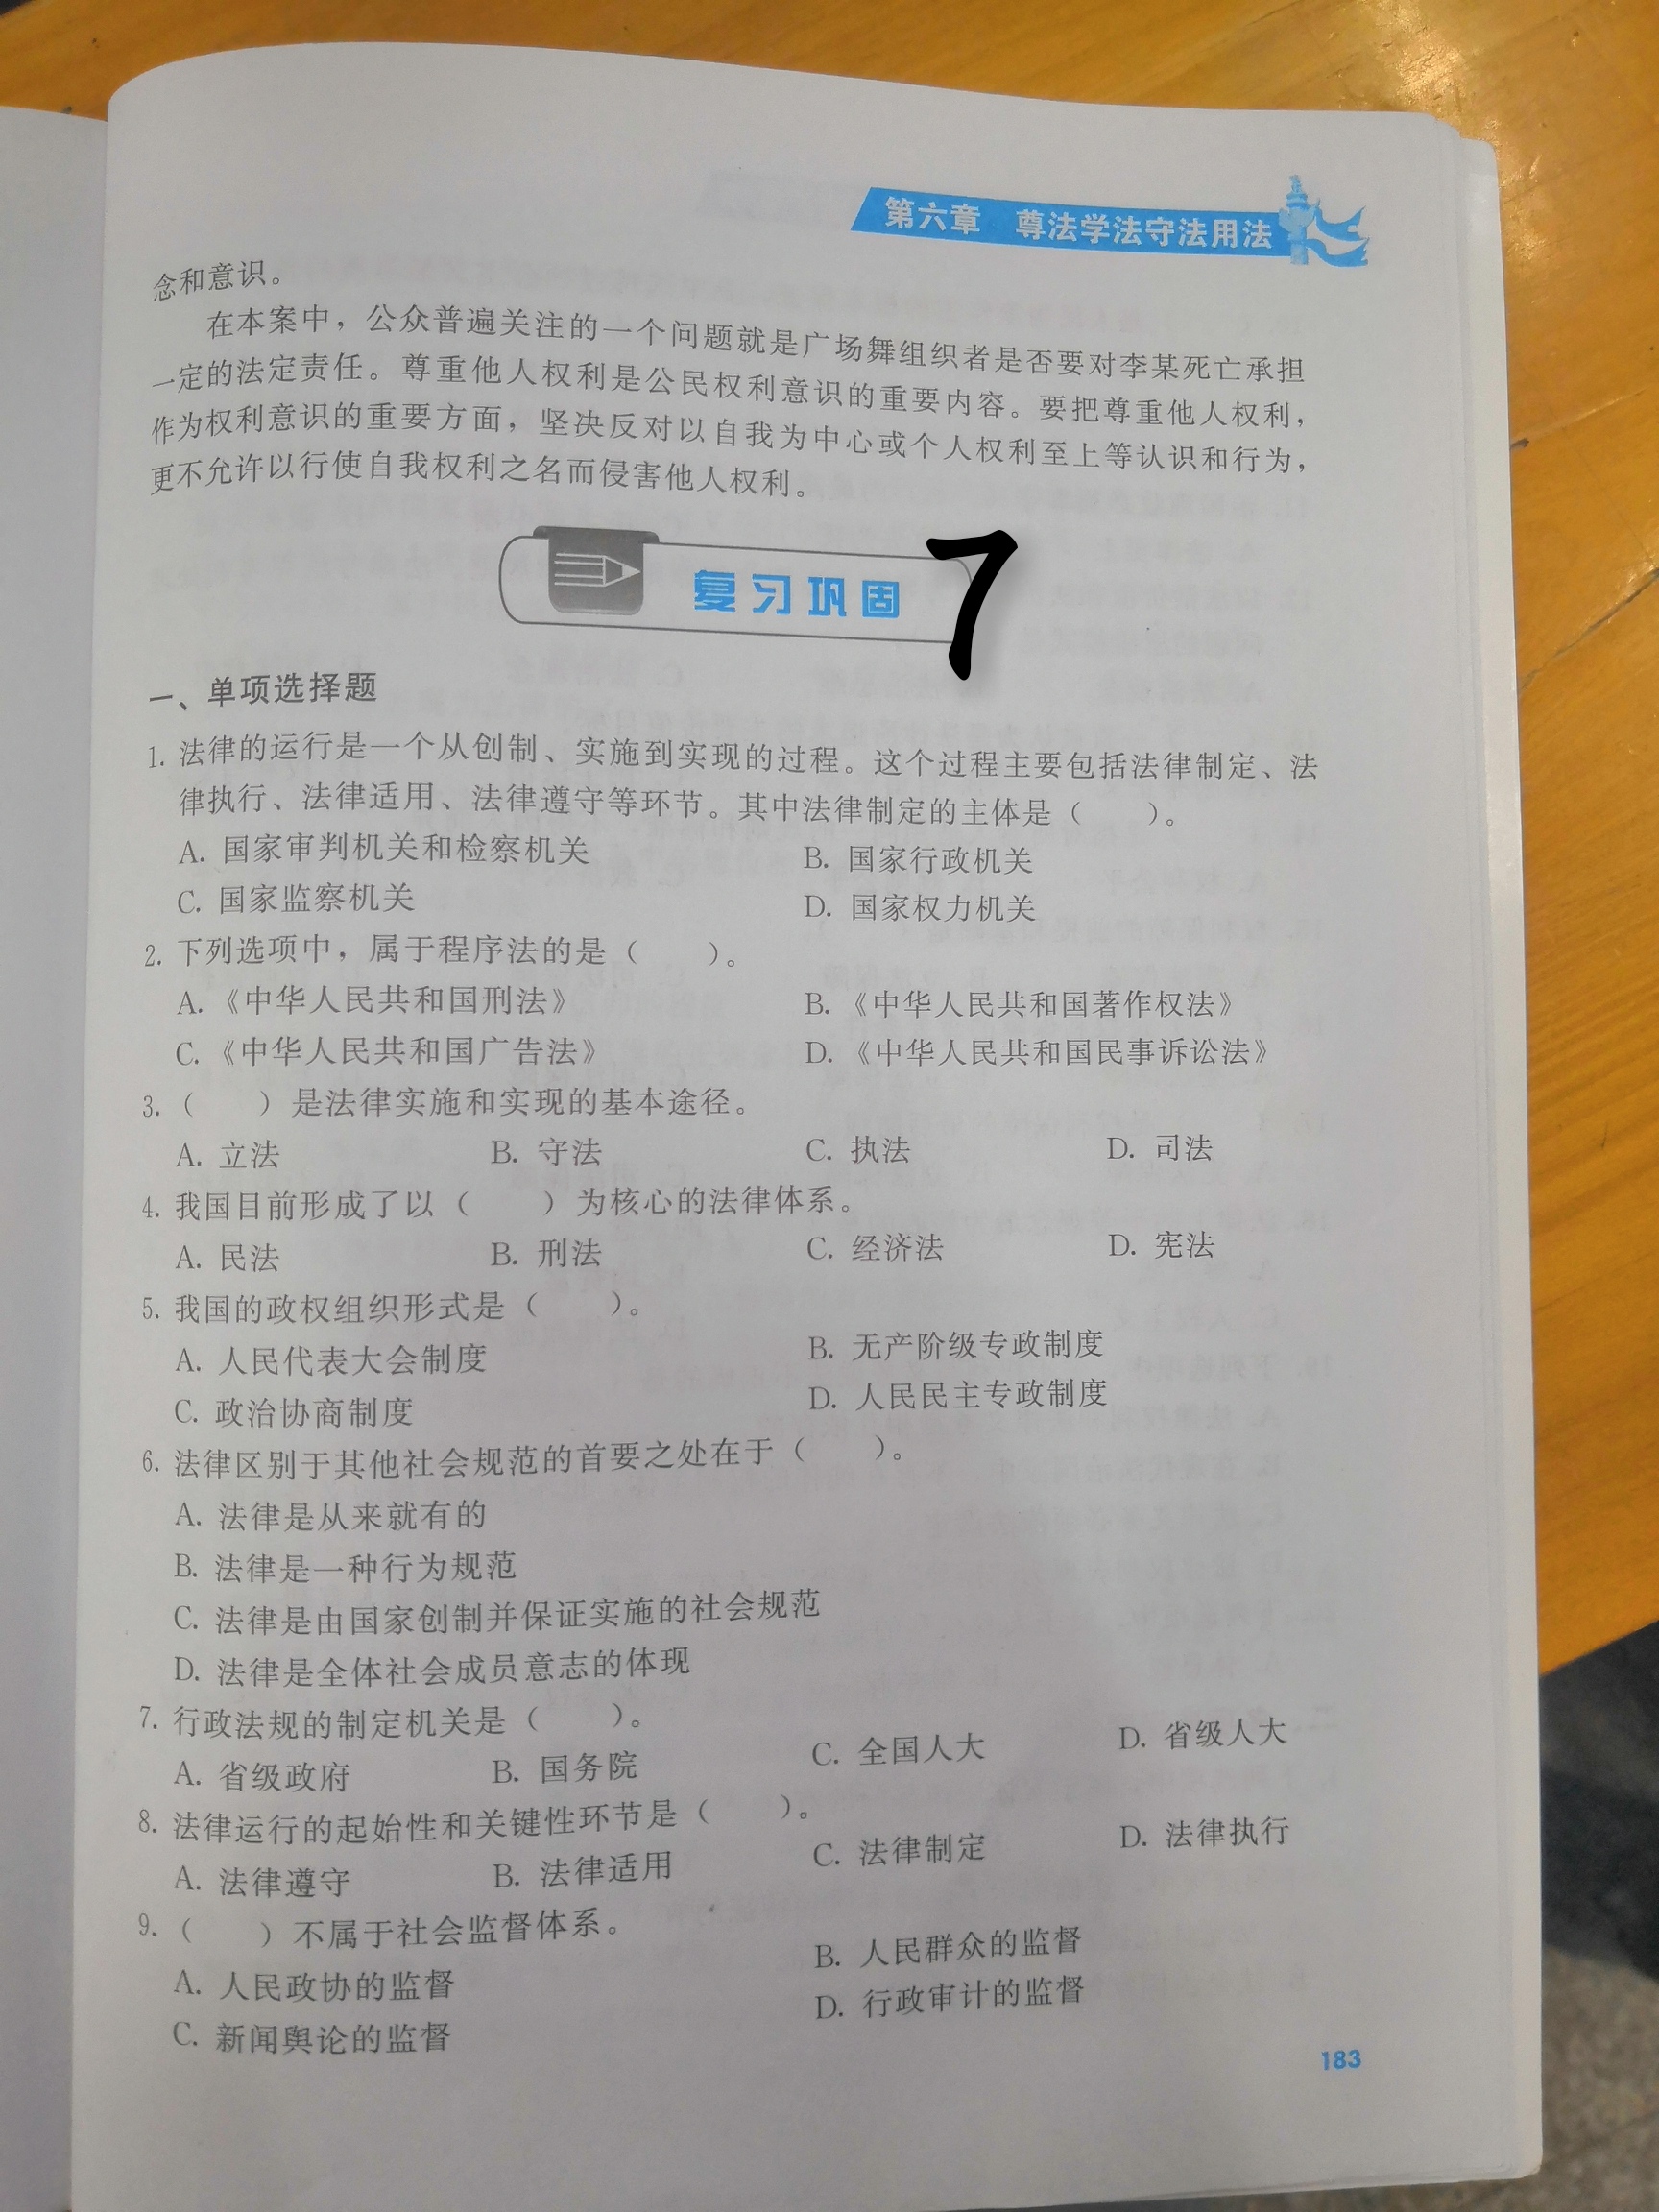 第六章 尊法学法守法用法
念和意识。
在本案中，公众普遍关注的一个问题就是广场舞组织者是否要对李某死亡承担
一定的法定责任。尊重他人权利是公民权利意识的重要内容。要把尊重他人权利，
作为权利意识的重要方面，坚决反对以自我为中心或个人权利至上等认识和行为，
更不允许以行使自我权利之名而侵害他人权利。
复习巩固
7
一、单项选择题
1. 法律的运行是一个从创制、实施到实现的过程。这个过程主要包括法律制定、法
律执行、法律适用、法律遵守等环节。其中法律制定的主体是（ ）。
A. 国家审判机关和检察机关 B. 国家行政机关
C. 国家监察机关 D. 国家权力机关
2. 下列选项中，属于程序法的是（ ）。
A.《中华人民共和国刑法》 B.《中华人民共和国著作权法》
C.《中华人民共和国广告法》 D.《中华人民共和国民事诉讼法》
3.（ ）是法律实施和实现的基本途径。
A. 立法 B. 守法 C. 执法 D. 司法
4. 我国目前形成了以（ ）为核心的法律体系。
A. 民法 B. 刑法 C. 经济法 D. 宪法
5. 我国的政权组织形式是（ ）。
A. 人民代表大会制度 B. 无产阶级专政制度
C. 政治协商制度 D. 人民民主专政制度
6. 法律区别于其他社会规范的首要之处在于（ ）。
A. 法律是从来就有的
B. 法律是一种行为规范
C. 法律是由国家创制并保证实施的社会规范
D. 法律是全体社会成员意志的体现
7. 行政法规的制定机关是（ ）。
A. 省级政府 B. 国务院 C. 全国人大 D. 省级人大
8. 法律运行的起始性和关键性环节是（ ）。
A. 法律遵守 B. 法律适用 C. 法律制定 D. 法律执行
9.（ ）不属于社会监督体系。
A. 人民政协的监督 B. 人民群众的监督
C. 新闻舆论的监督 D. 行政审计的监督
183